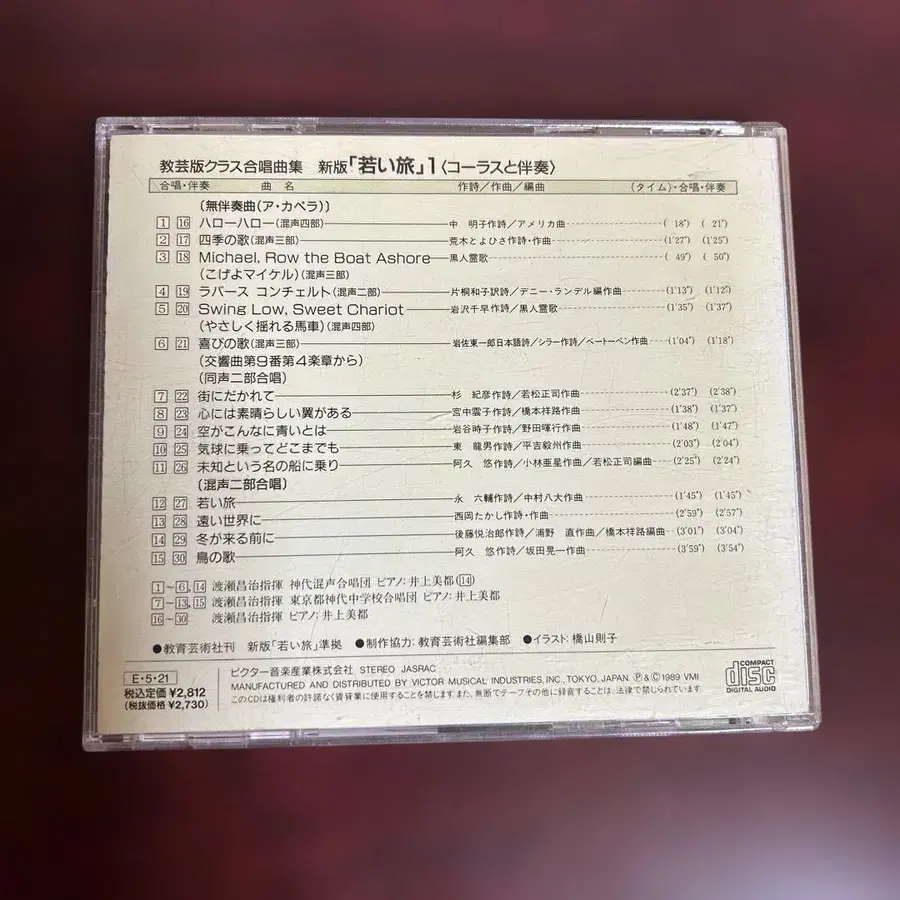 教芸版クラス合唱曲集 新版「若い旅」1〈コーラスと伴奏〉
合唱・伴奏 曲名 作詩/作曲/編曲 (タイム)・合唱・伴奏
〔無伴奏曲(ア・カペラ)〕
1 16 ハローハロー(混声四部) 中 明子作詩/アメリカ曲 (18") (21")
2 17 四季の歌(混声三部) 荒木とよひさ作詩・作曲 (1'27") (1'25")
3 18 Michael, Row the Boat Ashore 黒人霊歌 (49") (50")
(こげよマイケル)(混声三部)
4 19 ラバース コンチェルト(混声二部) 片桐和子訳詩/デニー・ランデル編作曲 (1'13") (1'12")
5 20 Swing Low, Sweet Chariot 岩沢千早作詩/黒人霊歌 (1'35") (1'37")
(やさしく揺れる馬車)(混声四部)
6 21 喜びの歌(混声三部) 岩佐東一郎日本語詩/シラー作詩/ベートーベン作曲 (1'04") (1'18")
(交響曲第9番第4楽章から)
〔同声二部合唱〕
7 22 街にだかれて 杉 紀彦作詩/若松正司作曲 (2'37") (2'38")
8 23 心には素晴らしい翼がある 宮中雲子作詩/橋本祥路作曲 (1'38") (1'37")
9 24 空がこんなに青いとは 岩谷時子作詩/野田暉行作曲 (1'48") (1'47")
10 25 気球に乗ってどこまでも 東 龍男作詩/平吉毅州作曲 (2'03") (2'04")
11 26 未知という名の船に乗り 阿久 悠作詩/小林亜星作曲/若松正司編曲 (2'25") (2'24")
〔混声二部合唱〕
12 27 若い旅 永 六輔作詩/中村八大作曲 (1'45") (1'45")
13 28 遠い世界に 西岡たかし作詩・作曲 (2'59") (2'57")
14 29 冬が来る前に 後藤悦治郎作詩/浦野 直作曲/橋本祥路編曲 (3'01") (3'04")
15 30 鳥の歌 阿久 悠作詩/坂田晃一作曲 (3'59") (3'54")
1~6,14 渡瀬昌治指揮 神代混声合唱団 ピアノ:井上美都(14)
7~13,15 渡瀬昌治指揮 東京都神代中学校合唱団 ピアノ:井上美都
16~30 渡瀬昌治指揮 ピアノ:井上美都
●教育芸術社刊 新版「若い旅」準拠 ●制作協力:教育芸術社編集部 ●イラスト:橋山則子
E・5・21 ビクター音楽産業株式会社 STEREO JASRAC
税込定価¥2,812 MANUFACTURED AND DISTRIBUTED BY VICTOR MUSICAL INDUSTRIES, INC., TOKYO, JAPAN. Ⓟ&Ⓒ1989 VMI
(税抜価格¥2,730) このCDは権利者の許諾なく賃貸業に使用することを禁じます。また、無断でテープその他に録音することは、法律で禁じられています
COMPACT
disc
DIGITAL AUDIO